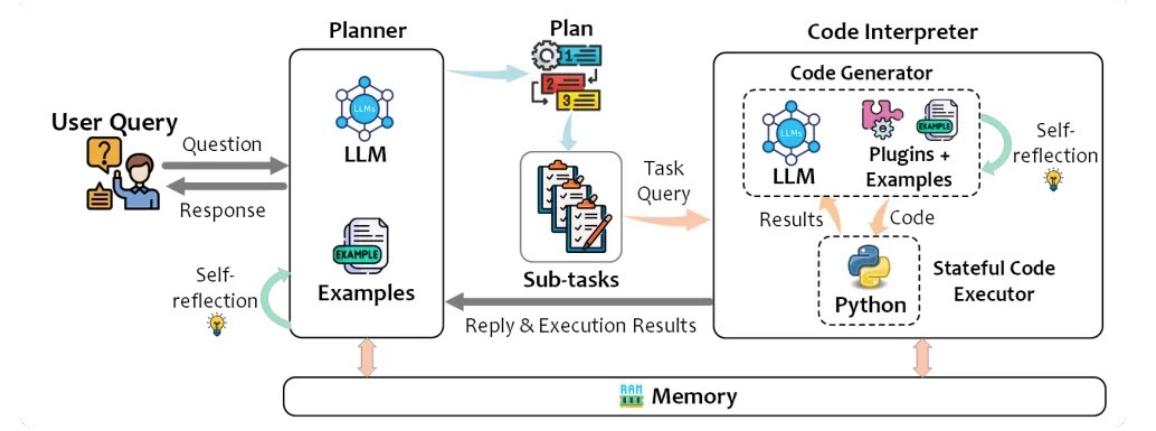 Planner
Plan
Code Interpreter
Code Generator
1
2
3
User Query
?
Question
Response
LLMs
LLM
EXAMPLE
Examples
Self-
reflection
Sub-tasks
Task
Query
LLMs
LLM
EXAMPLE
Plugins +
Examples
Self-
reflection
Results
Code
Python
Stateful Code
Executor
Reply & Execution Results
RAM
Memory